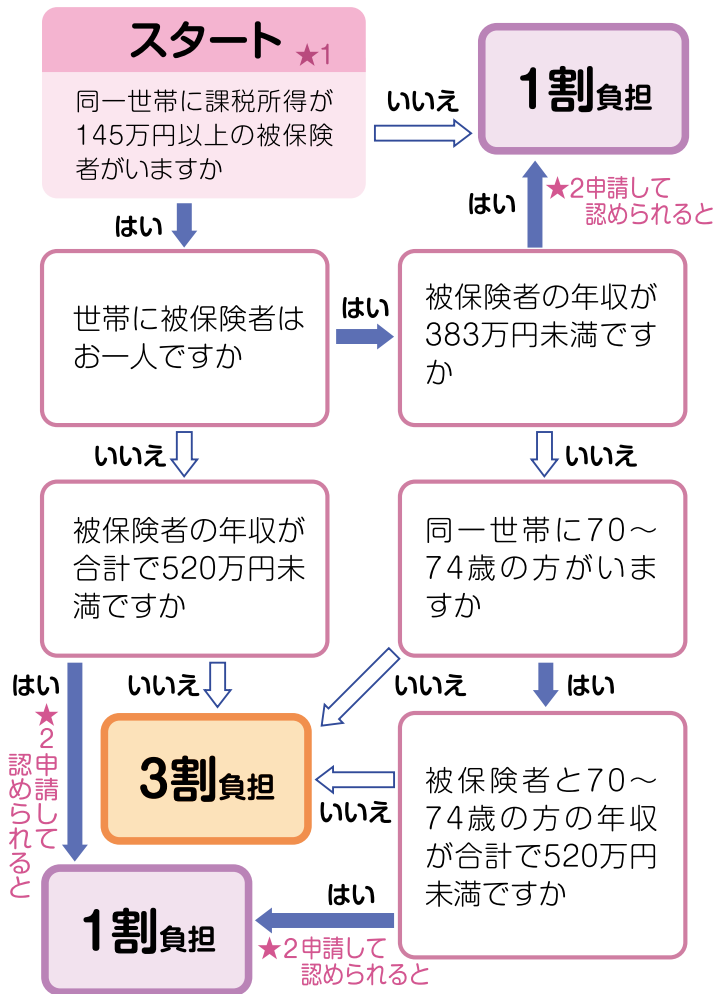 スタート ★1
同一世帯に課税所得が
145万円以上の被保険
者がいますか
いいえ
1割負担
はい
はい
★2申請して
認められると
世帯に被保険者は
お一人ですか
はい
被保険者の年収が
383万円未満です
か
いいえ
いいえ
被保険者の年収が
合計で520万円未
満ですか
同一世帯に70～
74歳の方がいま
すか
はい
★2申請して
認められると
いいえ
いいえ
はい
3割負担
いいえ
被保険者と70～
74歳の方の年収
が合計で520万円
未満ですか
1割負担
はい
★2申請して
認められると